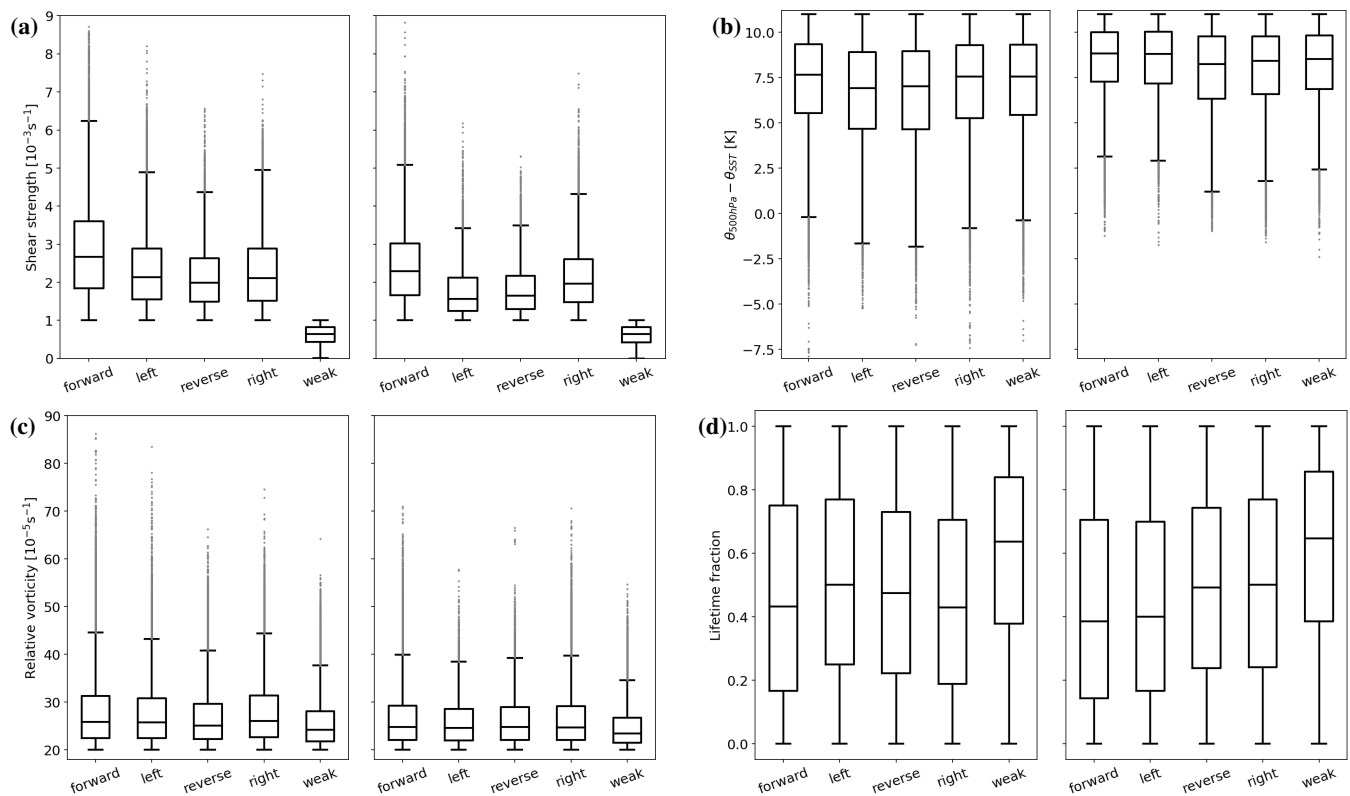 (a)
Shear strength [10⁻³s⁻¹]
9
8
7
6
5
4
3
2
1
0
forward left reverse right weak
forward left reverse right weak
(b)
θ500hPa − θSST [K]
10.0
7.5
5.0
2.5
0.0
−2.5
−5.0
−7.5
forward left reverse right weak
forward left reverse right weak
(c)
Relative vorticity [10⁻⁵s⁻¹]
90
80
70
60
50
40
30
20
forward left reverse right weak
forward left reverse right weak
(d)
Lifetime fraction
1.0
0.8
0.6
0.4
0.2
0.0
forward left reverse right weak
forward left reverse right weak